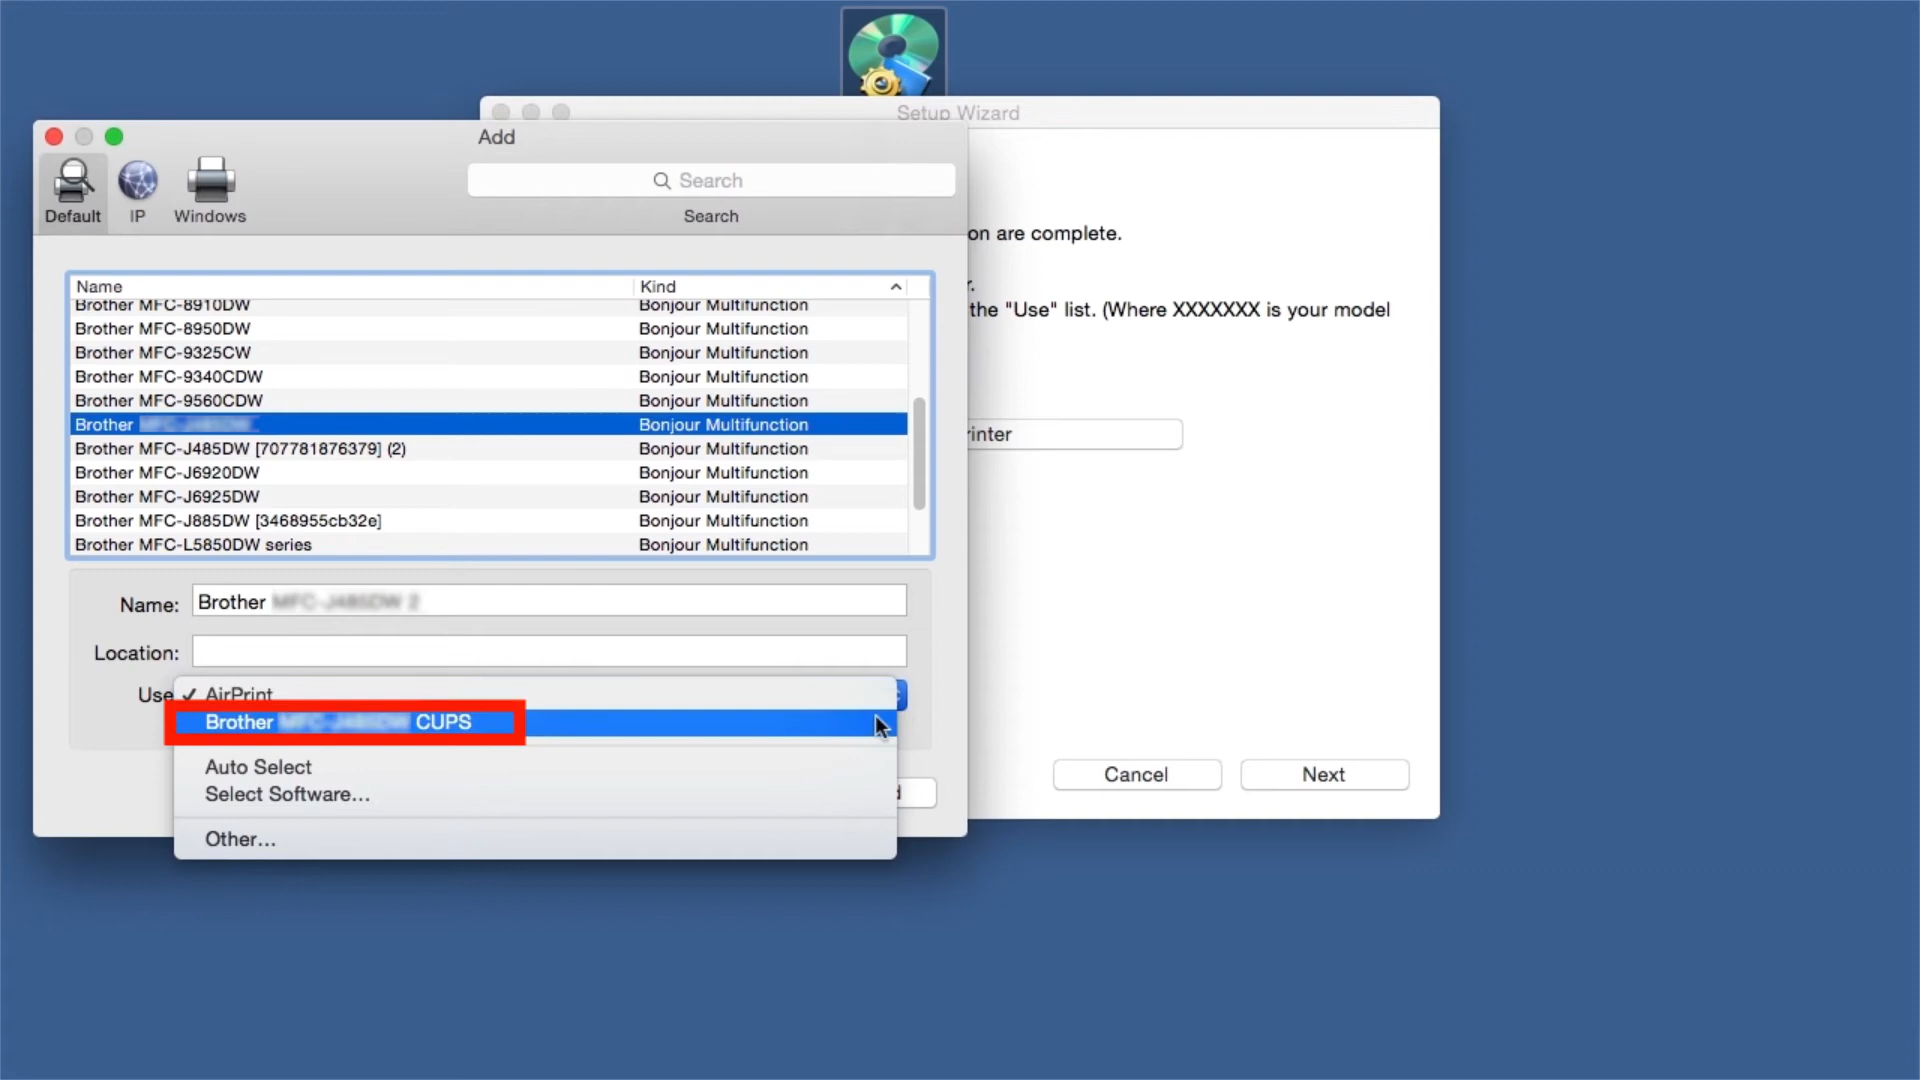 Setup Wizard
Add
Default
IP
Windows
Search
Search
on are complete.
r.
the "Use" list. (Where XXXXXXX is your model
inter
Name Kind
Brother MFC-8910DW Bonjour Multifunction
Brother MFC-8950DW Bonjour Multifunction
Brother MFC-9325CW Bonjour Multifunction
Brother MFC-9340CDW Bonjour Multifunction
Brother MFC-9560CDW Bonjour Multifunction
Brother Bonjour Multifunction
Brother MFC-J485DW [707781876379] (2) Bonjour Multifunction
Brother MFC-J6920DW Bonjour Multifunction
Brother MFC-J6925DW Bonjour Multifunction
Brother MFC-J885DW [3468955cb32e] Bonjour Multifunction
Brother MFC-L5850DW series Bonjour Multifunction
Name: Brother
Location:
Use ✓ AirPrint
Brother CUPS
Auto Select
Select Software...
Other...
Cancel
Next